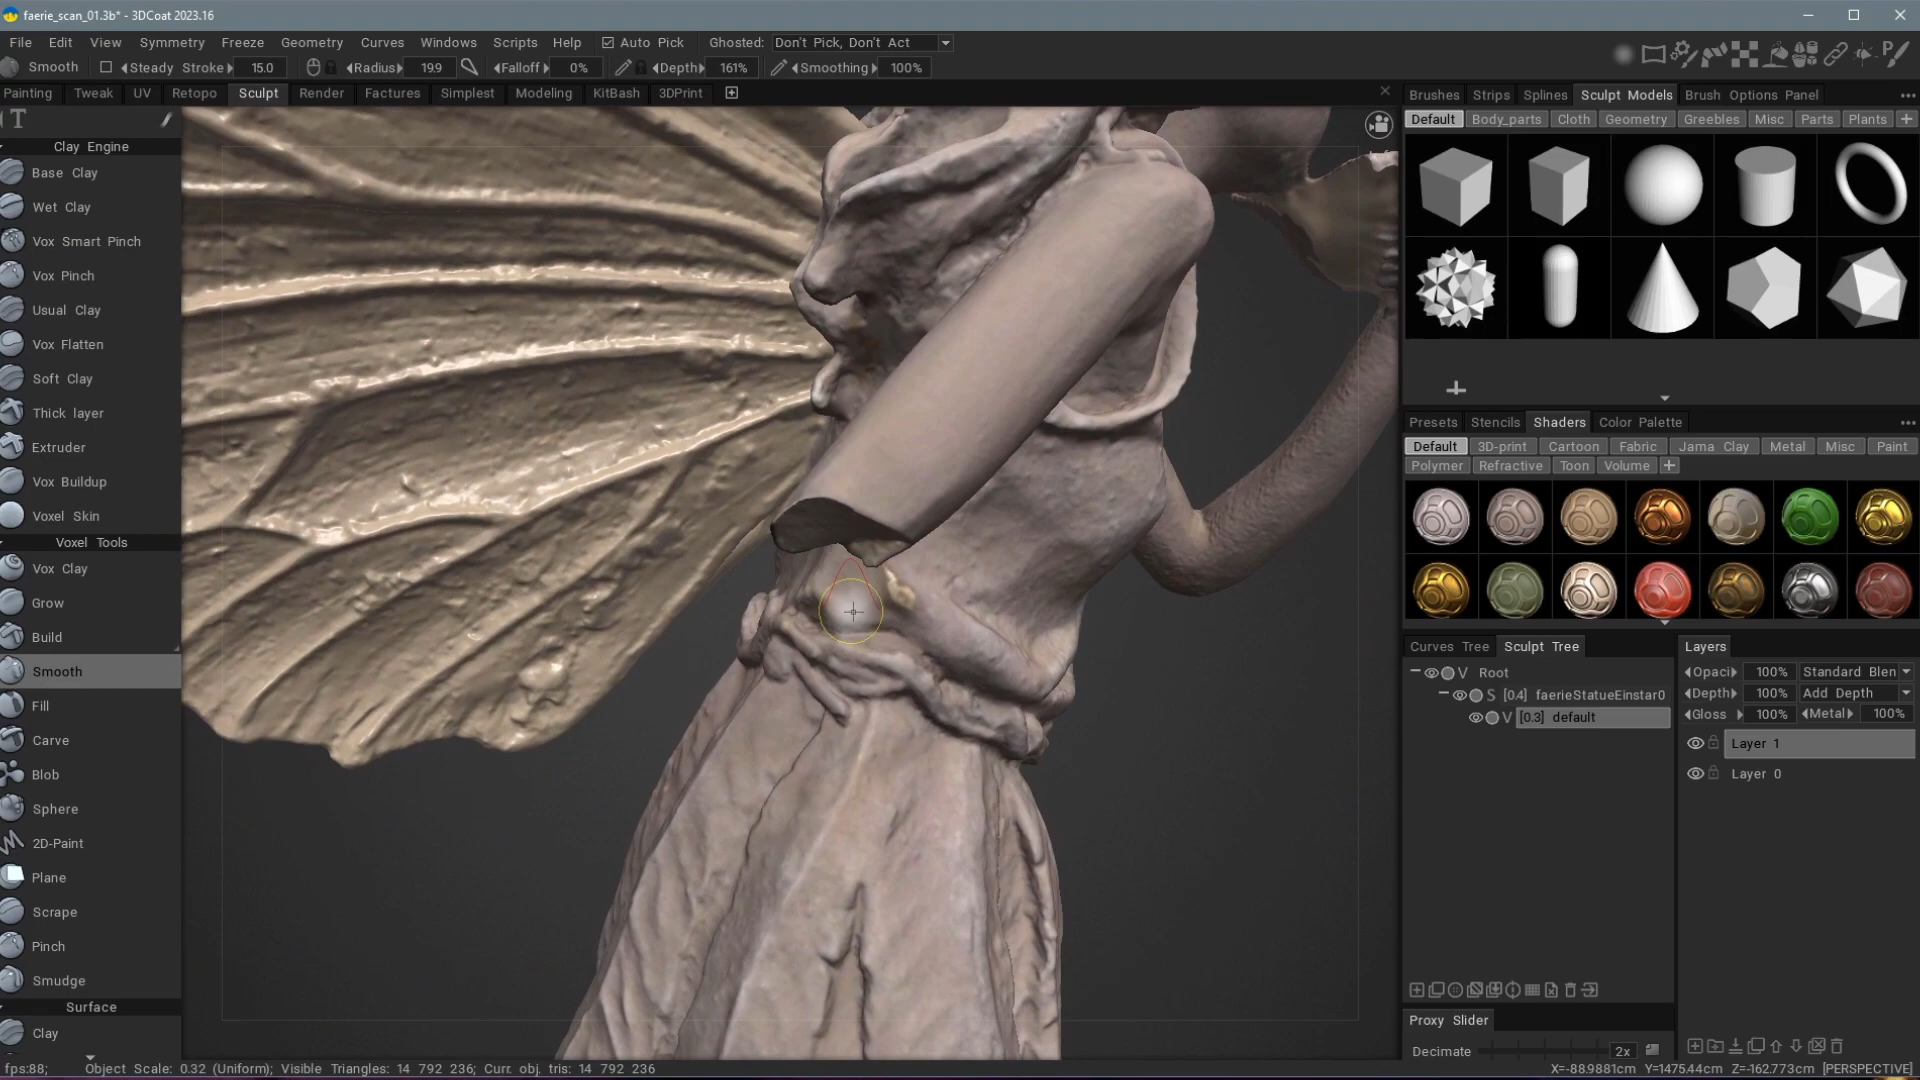 faerie_scan_01.3b* - 3DCoat 2023.16
File Edit View Symmetry Freeze Geometry Curves Windows Scripts Help Auto Pick Ghosted: Don't Pick, Don't Act
Smooth Steady Stroke 15.0 Radius 19.9 Falloff 0% Depth 161% Smoothing 100%
Painting Tweak UV Retopo Sculpt Render Factures Simplest Modeling KitBash 3DPrint
T
Clay Engine
Base Clay
Wet Clay
Vox Smart Pinch
Vox Pinch
Usual Clay
Vox Flatten
Soft Clay
Thick layer
Extruder
Vox Buildup
Voxel Skin
Voxel Tools
Vox Clay
Grow
Build
Smooth
Fill
Carve
Blob
Sphere
2D-Paint
Plane
Scrape
Pinch
Smudge
Surface
Clay
Brushes Strips Splines Sculpt Models Brush Options Panel
Default Body_parts Cloth Geometry Greebles Misc Parts Plants
Presets Stencils Shaders Color Palette
Default 3D-print Cartoon Fabric Jama Clay Metal Misc Paint
Polymer Refractive Toon Volume
Curves Tree Sculpt Tree
V Root
S [0.4] faerieStatueEinstar0
V [0.3] default
Proxy Slider
Decimate 2x
Layers
Opaci 100% Standard Blen
Depth 100% Add Depth
Gloss 100% Metal 100%
Layer 1
Layer 0
fps:88; Object Scale: 0.32 (Uniform); Visible Triangles: 14 792 236; Curr. obj. tris: 14 792 236
X=-88.9881cm Y=1475.44cm Z=-162.773cm [PERSPECTIVE]